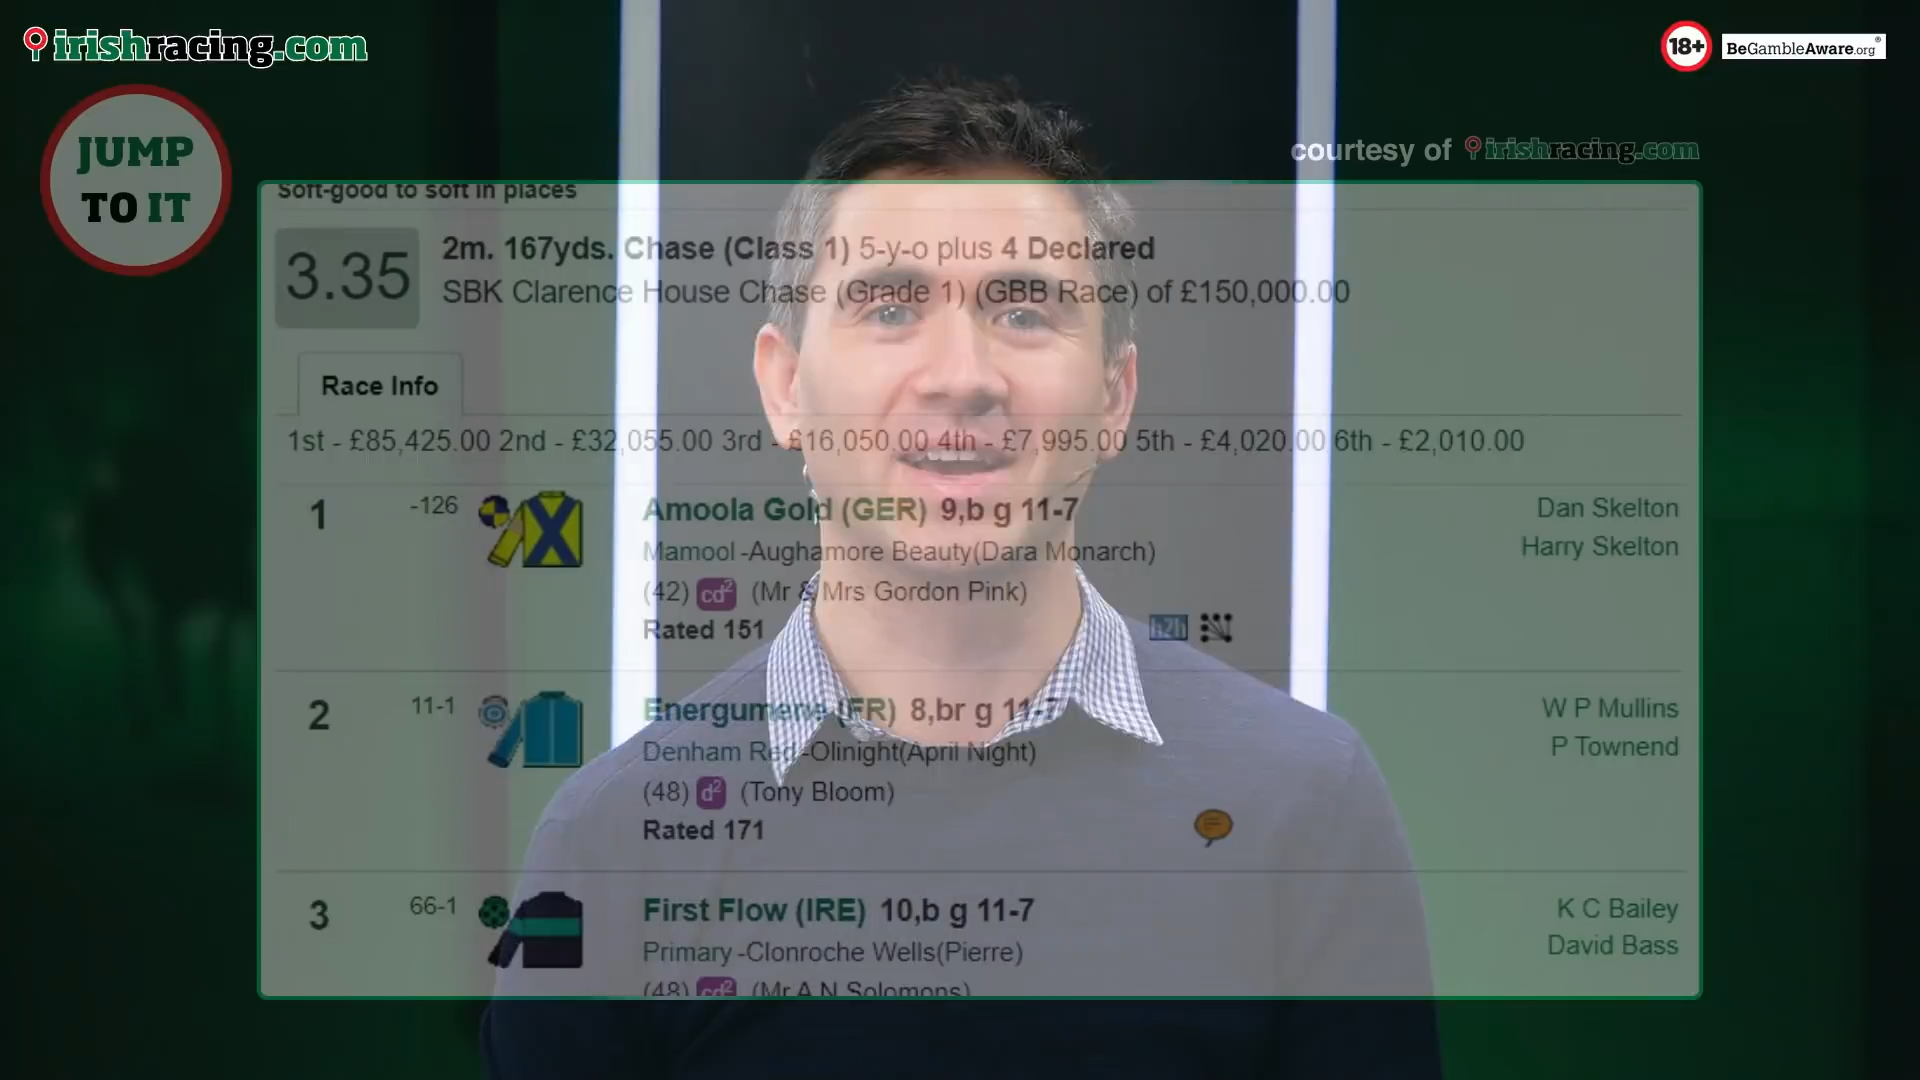 irishracing.com
18+ BeGambleAware.org®
JUMP
TO IT
courtesy of irishracing.com
Soft-good to soft in places
3.35
2m. 167yds. Chase (Class 1) 5-y-o plus 4 Declared
SBK Clarence House Chase (Grade 1) (GBB Race) of £150,000.00
Race Info
1st - £85,425.00 2nd - £32,055.00 3rd - £16,050.00 4th - £7,995.00 5th - £4,020.00 6th - £2,010.00
1 -126 Amoola Gold (GER) 9,b g 11-7 Dan Skelton
Mamool -Aughamore Beauty(Dara Monarch) Harry Skelton
(42) cd2 (Mr & Mrs Gordon Pink)
Rated 151 h2h
2 11-1 Energumene (FR) 8,br g 11-7 W P Mullins
Denham Red -Olinight(April Night) P Townend
(48) d2 (Tony Bloom)
Rated 171
3 66-1 First Flow (IRE) 10,b g 11-7 K C Bailey
Primary -Clonroche Wells(Pierre) David Bass
(48) cd2 (Mr A N Solomons)